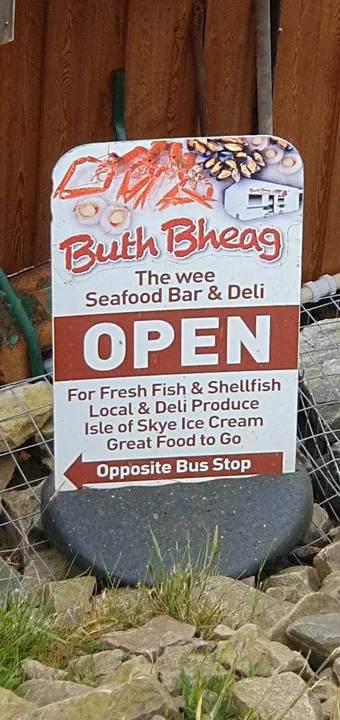 Buth Bheag
The wee
Seafood Bar & Deli
OPEN
For Fresh Fish & Shellfish
Local & Deli Produce
Isle of Skye Ice Cream
Great Food to Go
Opposite Bus Stop